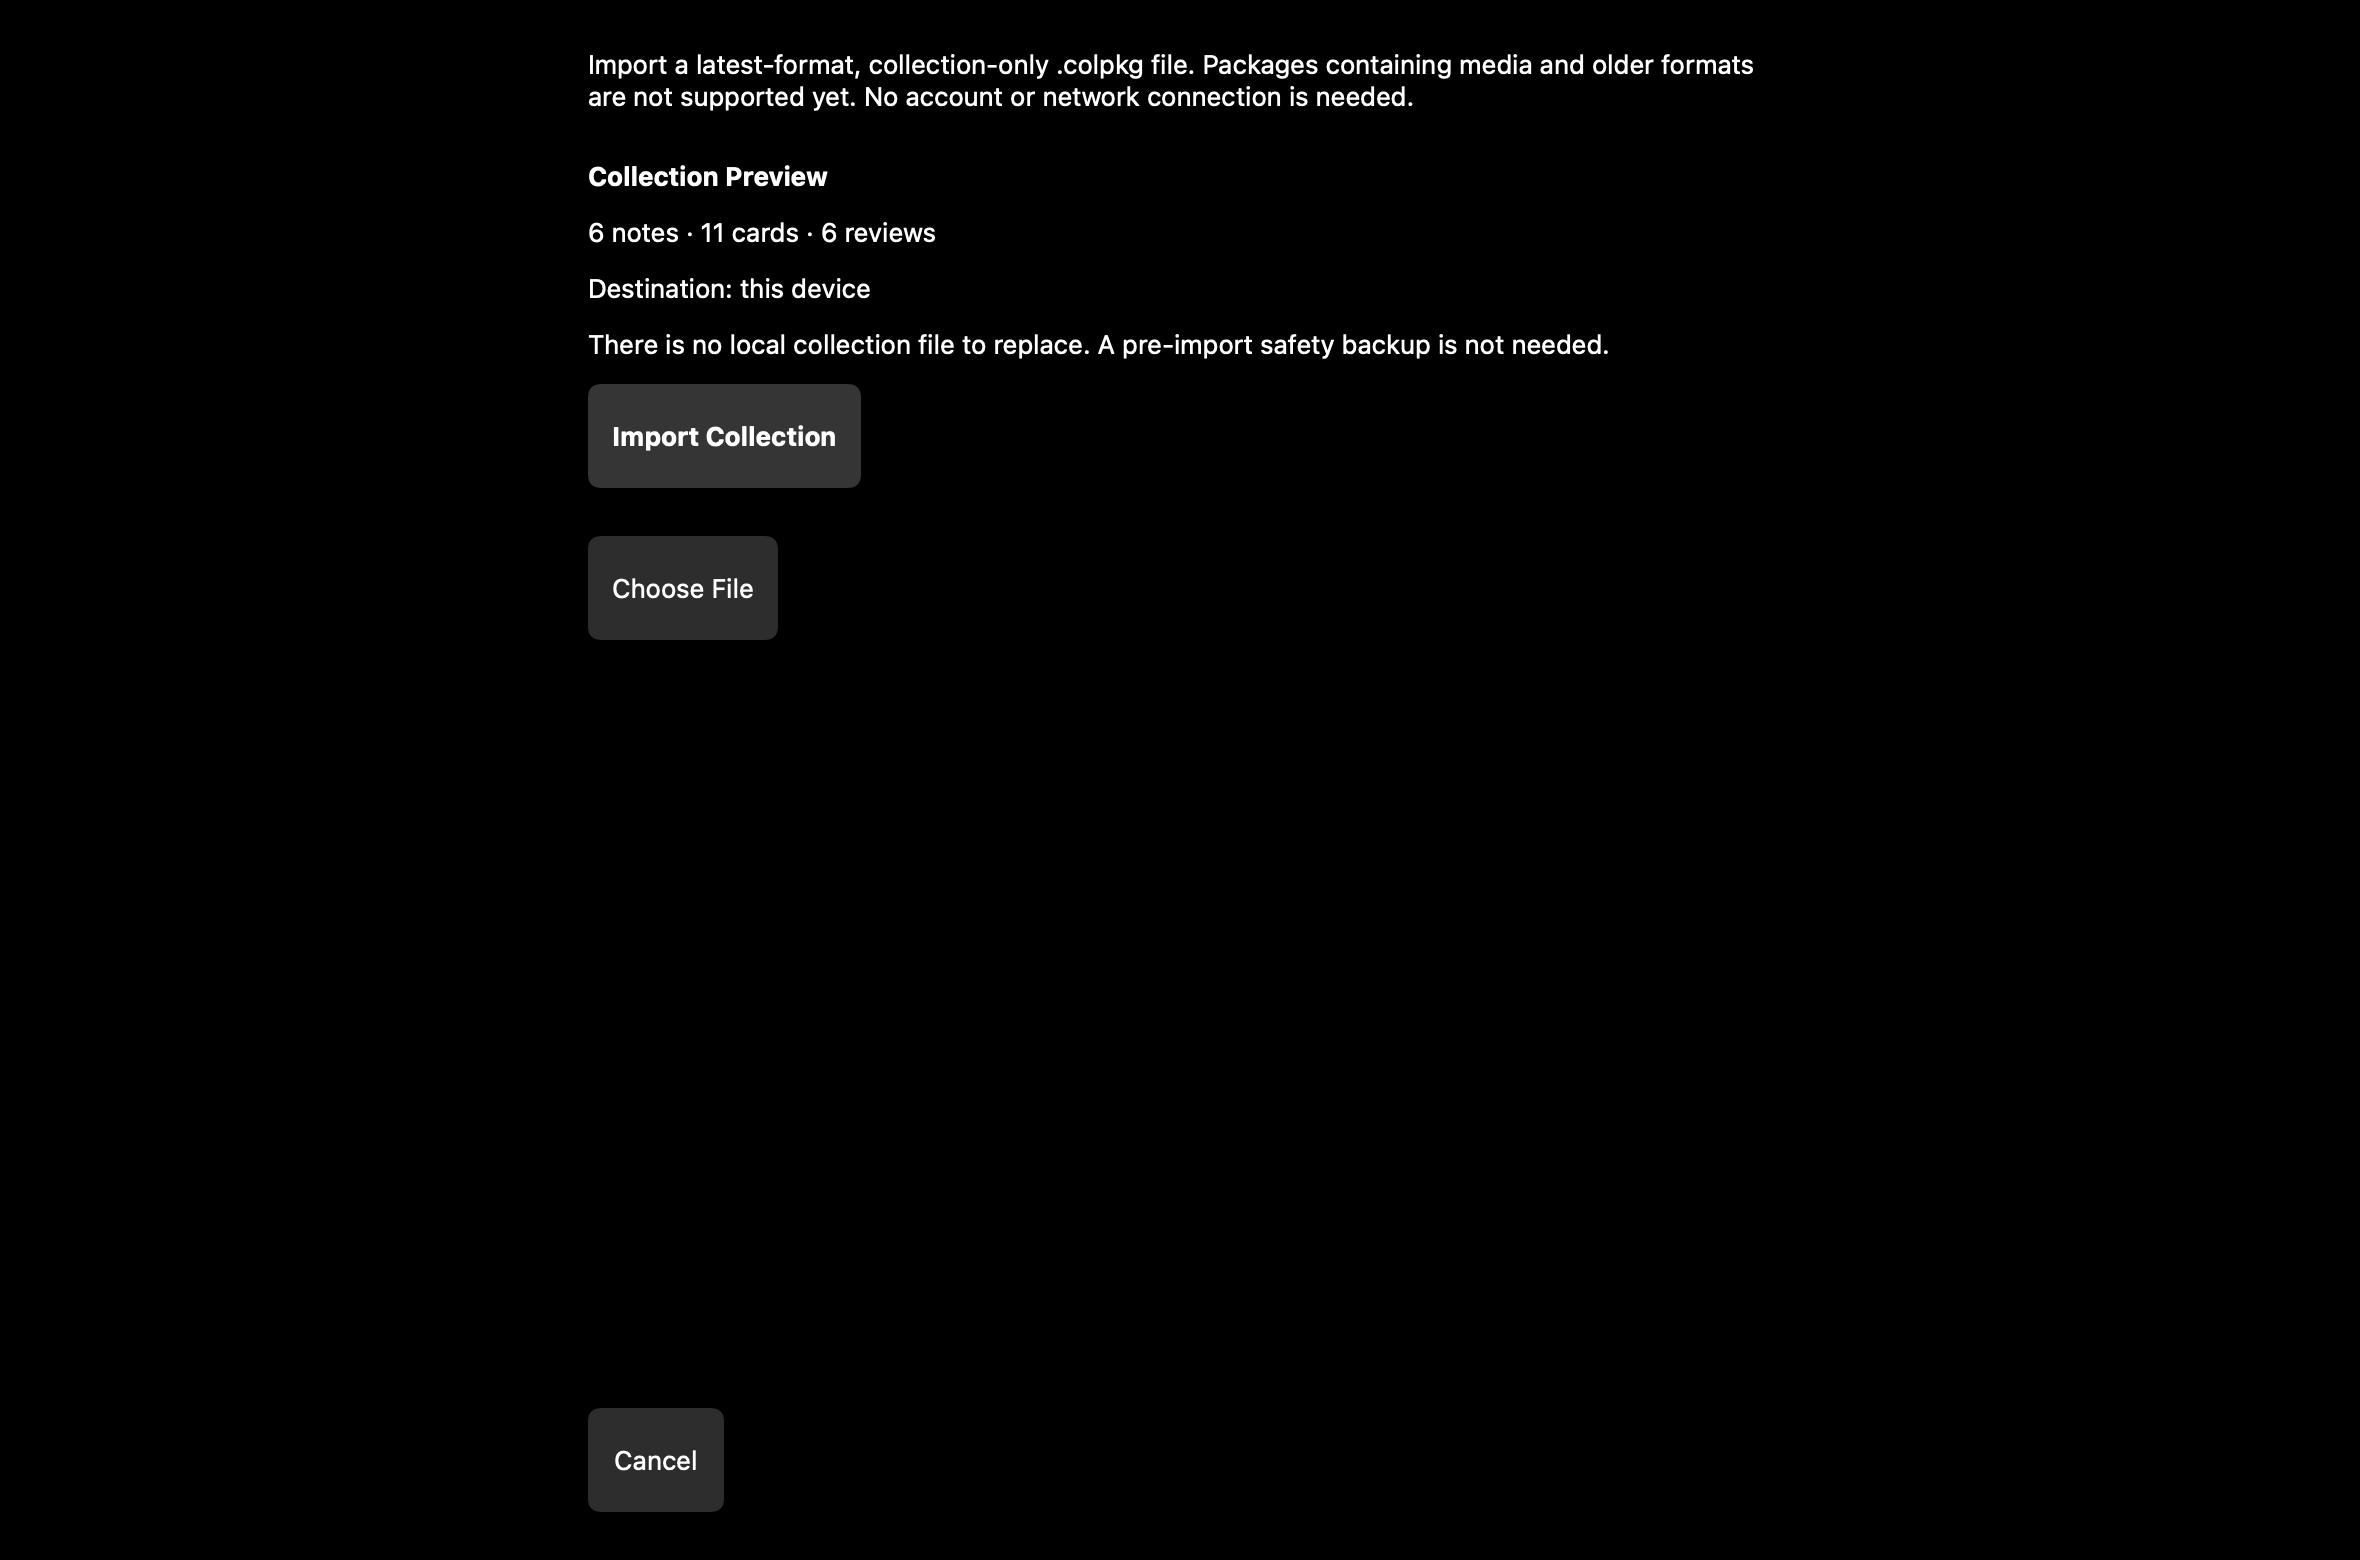 Import a latest-format, collection-only .colpkg file. Packages containing media and older formats
are not supported yet. No account or network connection is needed.
Collection Preview
6 notes · 11 cards · 6 reviews
Destination: this device
There is no local collection file to replace. A pre-import safety backup is not needed.
Import Collection
Choose File
Cancel